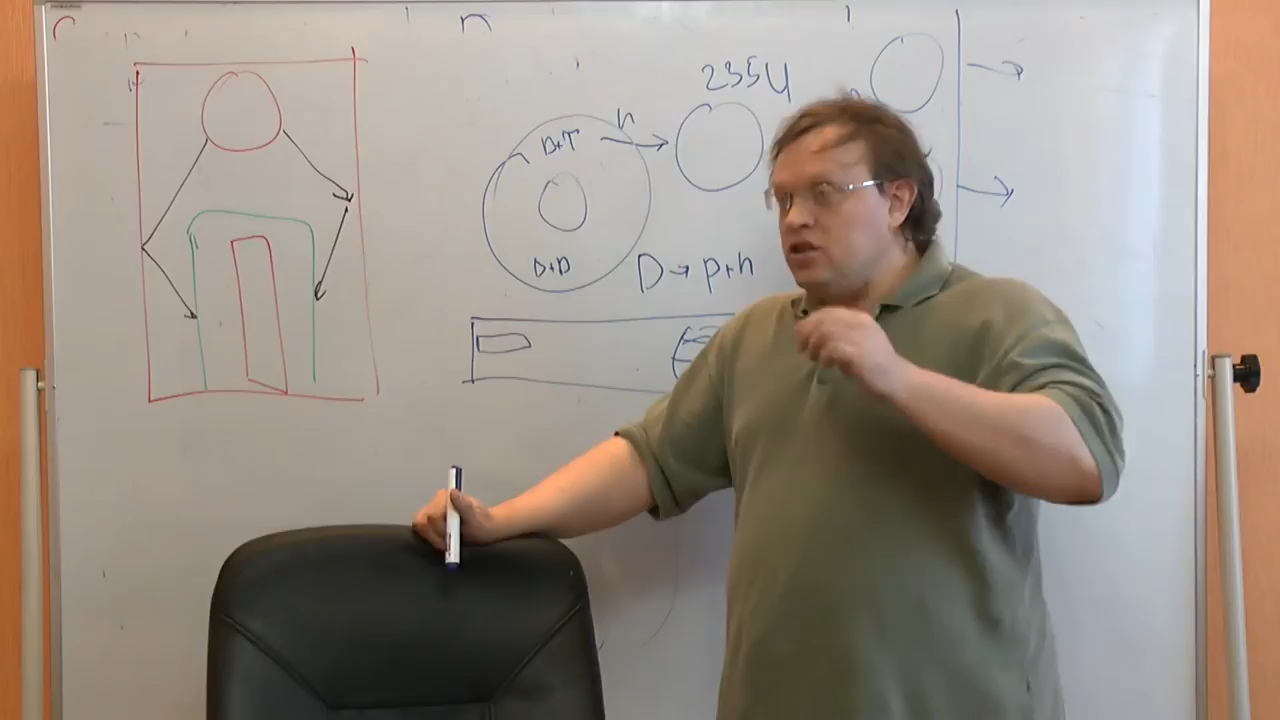 n
235U
n
D+T
D+D
D → p+n